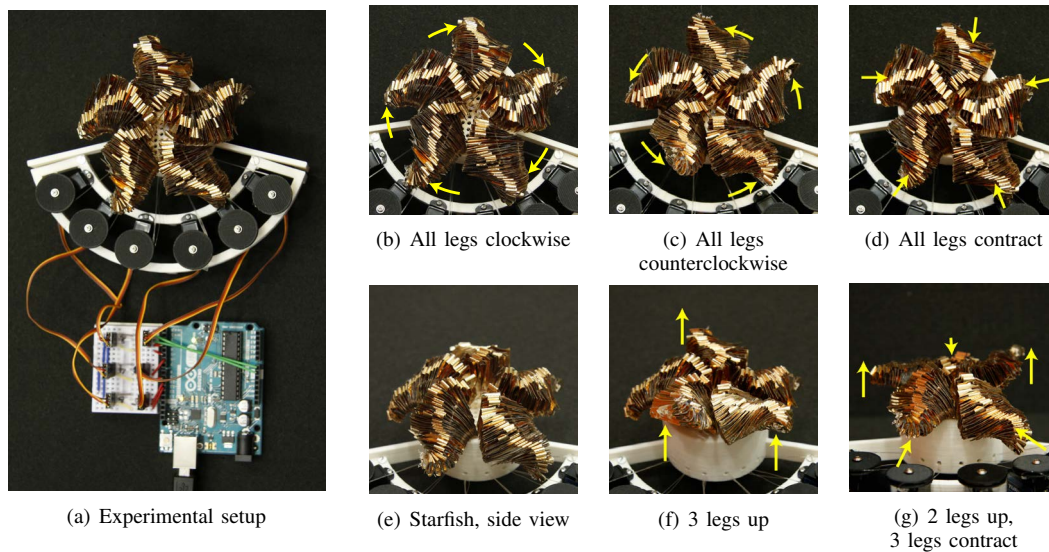 (a) Experimental setup
(b) All legs clockwise
(c) All legs
counterclockwise
(d) All legs contract
(e) Starfish, side view
(f) 3 legs up
(g) 2 legs up,
3 legs contract